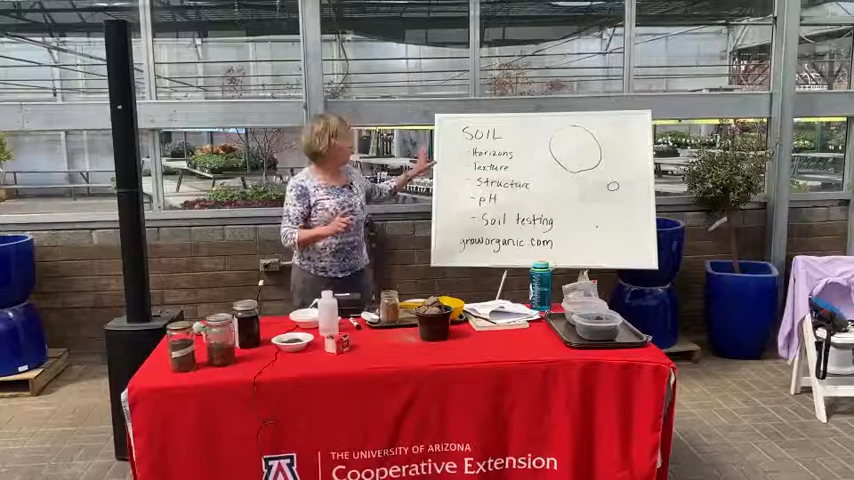 SOIL
• Horizons
• Texture
• Structure
• pH
• Soil testing
growOrganic.com
THE UNIVERSITY OF ARIZONA
Cooperative Extension
A